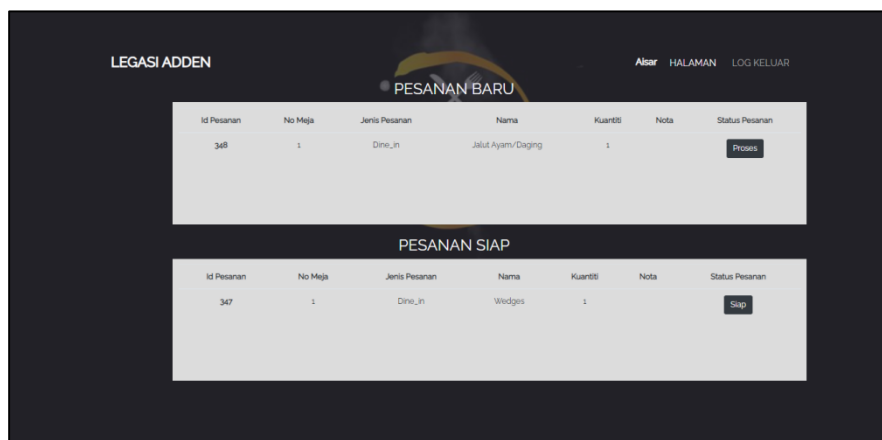 LEGASI ADDEN Aisar HALAMAN LOG KELUAR
PESANAN BARU
Id Pesanan No Meja Jenis Pesanan Nama Kuantiti Nota Status Pesanan
348 1 Dine_in Jalut Ayam/Daging 1 Proses
PESANAN SIAP
Id Pesanan No Meja Jenis Pesanan Nama Kuantiti Nota Status Pesanan
347 1 Dine_in Wedges 1 Siap